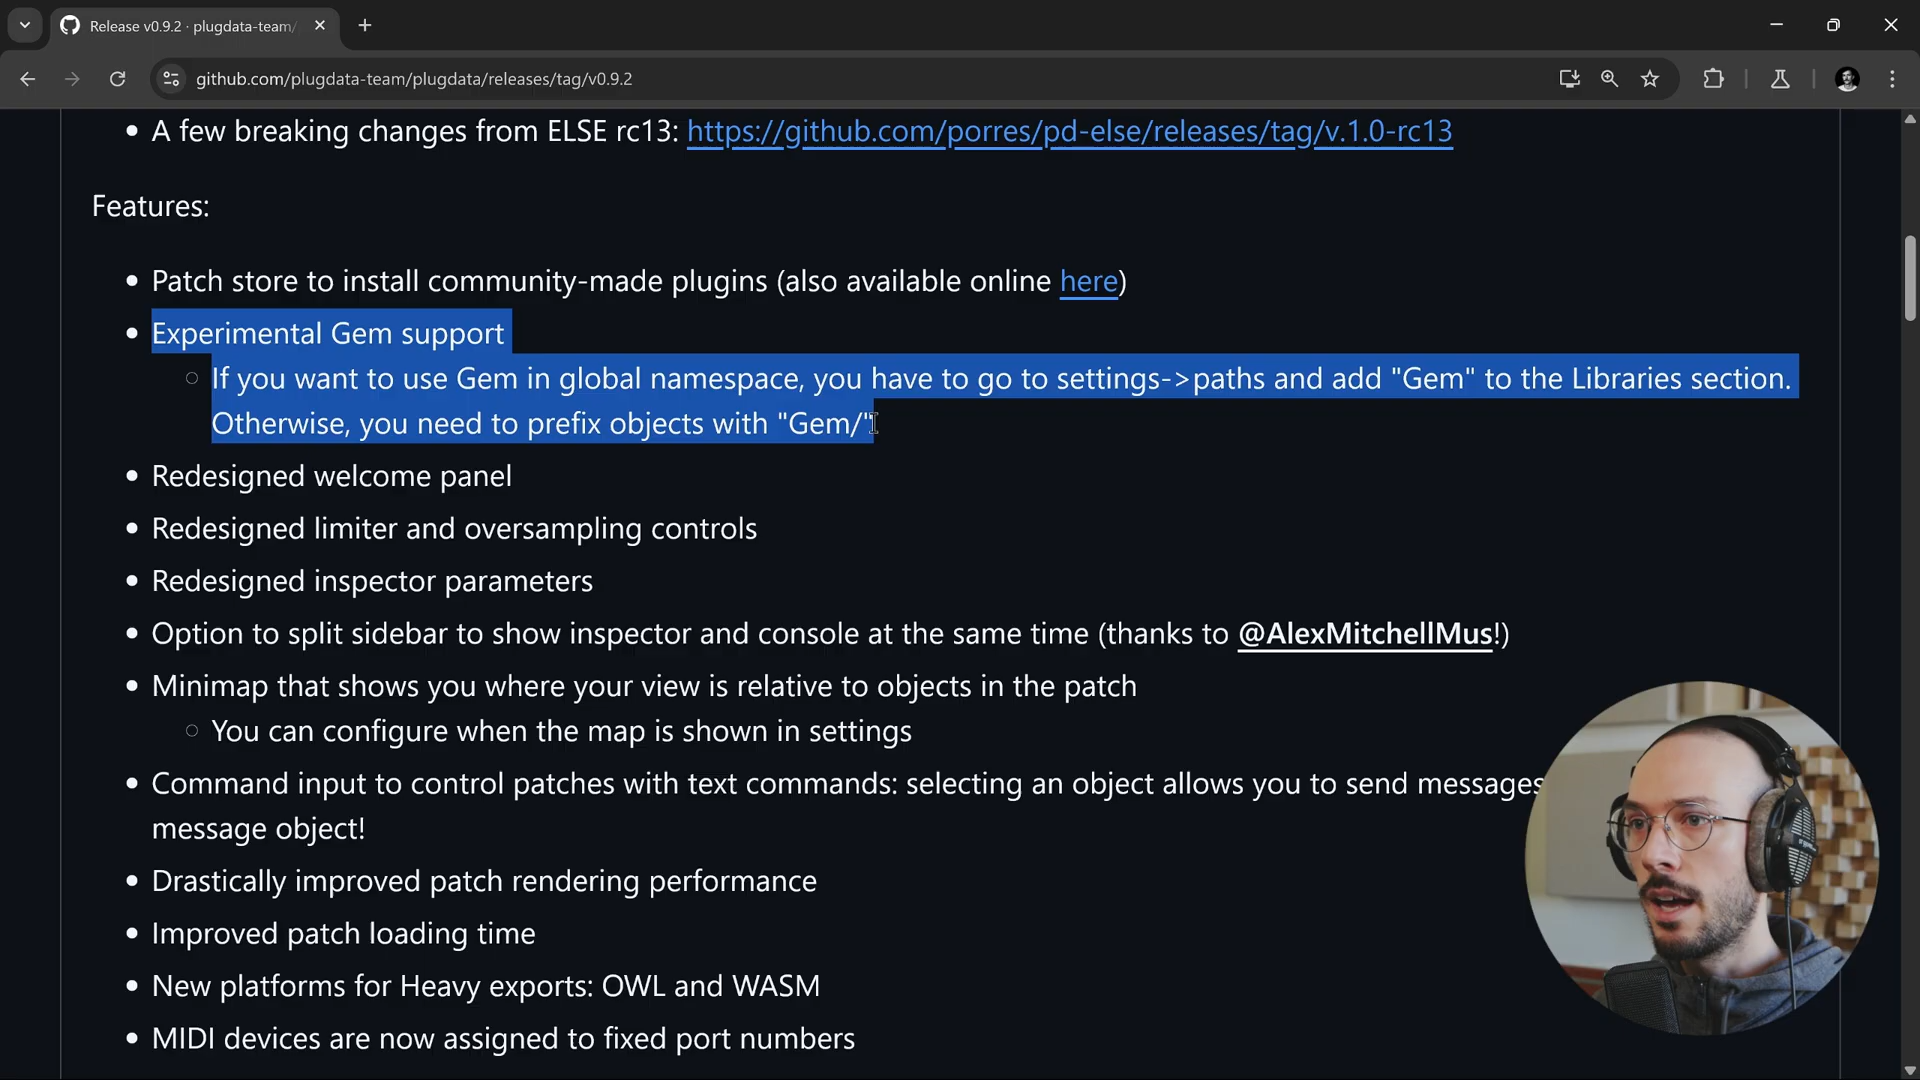 Release v0.9.2 · plugdata-team/
github.com/plugdata-team/plugdata/releases/tag/v0.9.2
• A few breaking changes from ELSE rc13: https://github.com/porres/pd-else/releases/tag/v.1.0-rc13
Features:
• Patch store to install community-made plugins (also available online here)
• Experimental Gem support
○ If you want to use Gem in global namespace, you have to go to settings->paths and add "Gem" to the Libraries section.
Otherwise, you need to prefix objects with "Gem/"
• Redesigned welcome panel
• Redesigned limiter and oversampling controls
• Redesigned inspector parameters
• Option to split sidebar to show inspector and console at the same time (thanks to @AlexMitchellMus!)
• Minimap that shows you where your view is relative to objects in the patch
○ You can configure when the map is shown in settings
• Command input to control patches with text commands: selecting an object allows you to send messages
message object!
• Drastically improved patch rendering performance
• Improved patch loading time
• New platforms for Heavy exports: OWL and WASM
• MIDI devices are now assigned to fixed port numbers